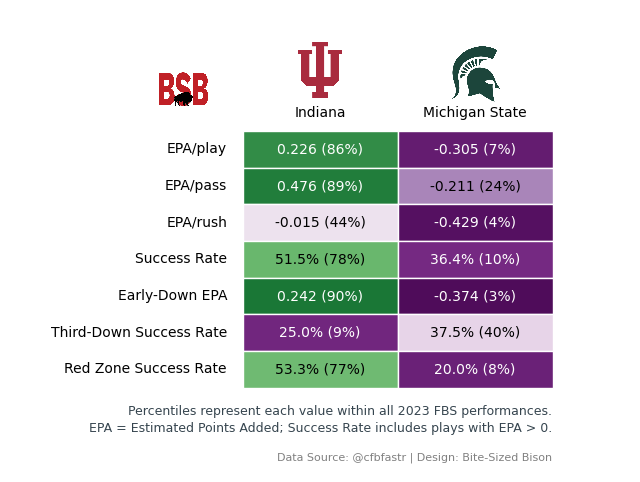 BSB
Indiana Michigan State
EPA/play 0.226 (86%) -0.305 (7%)
EPA/pass 0.476 (89%) -0.211 (24%)
EPA/rush -0.015 (44%) -0.429 (4%)
Success Rate 51.5% (78%) 36.4% (10%)
Early-Down EPA 0.242 (90%) -0.374 (3%)
Third-Down Success Rate 25.0% (9%) 37.5% (40%)
Red Zone Success Rate 53.3% (77%) 20.0% (8%)
Percentiles represent each value within all 2023 FBS performances.
EPA = Estimated Points Added; Success Rate includes plays with EPA > 0.
Data Source: @cfbfastr | Design: Bite-Sized Bison